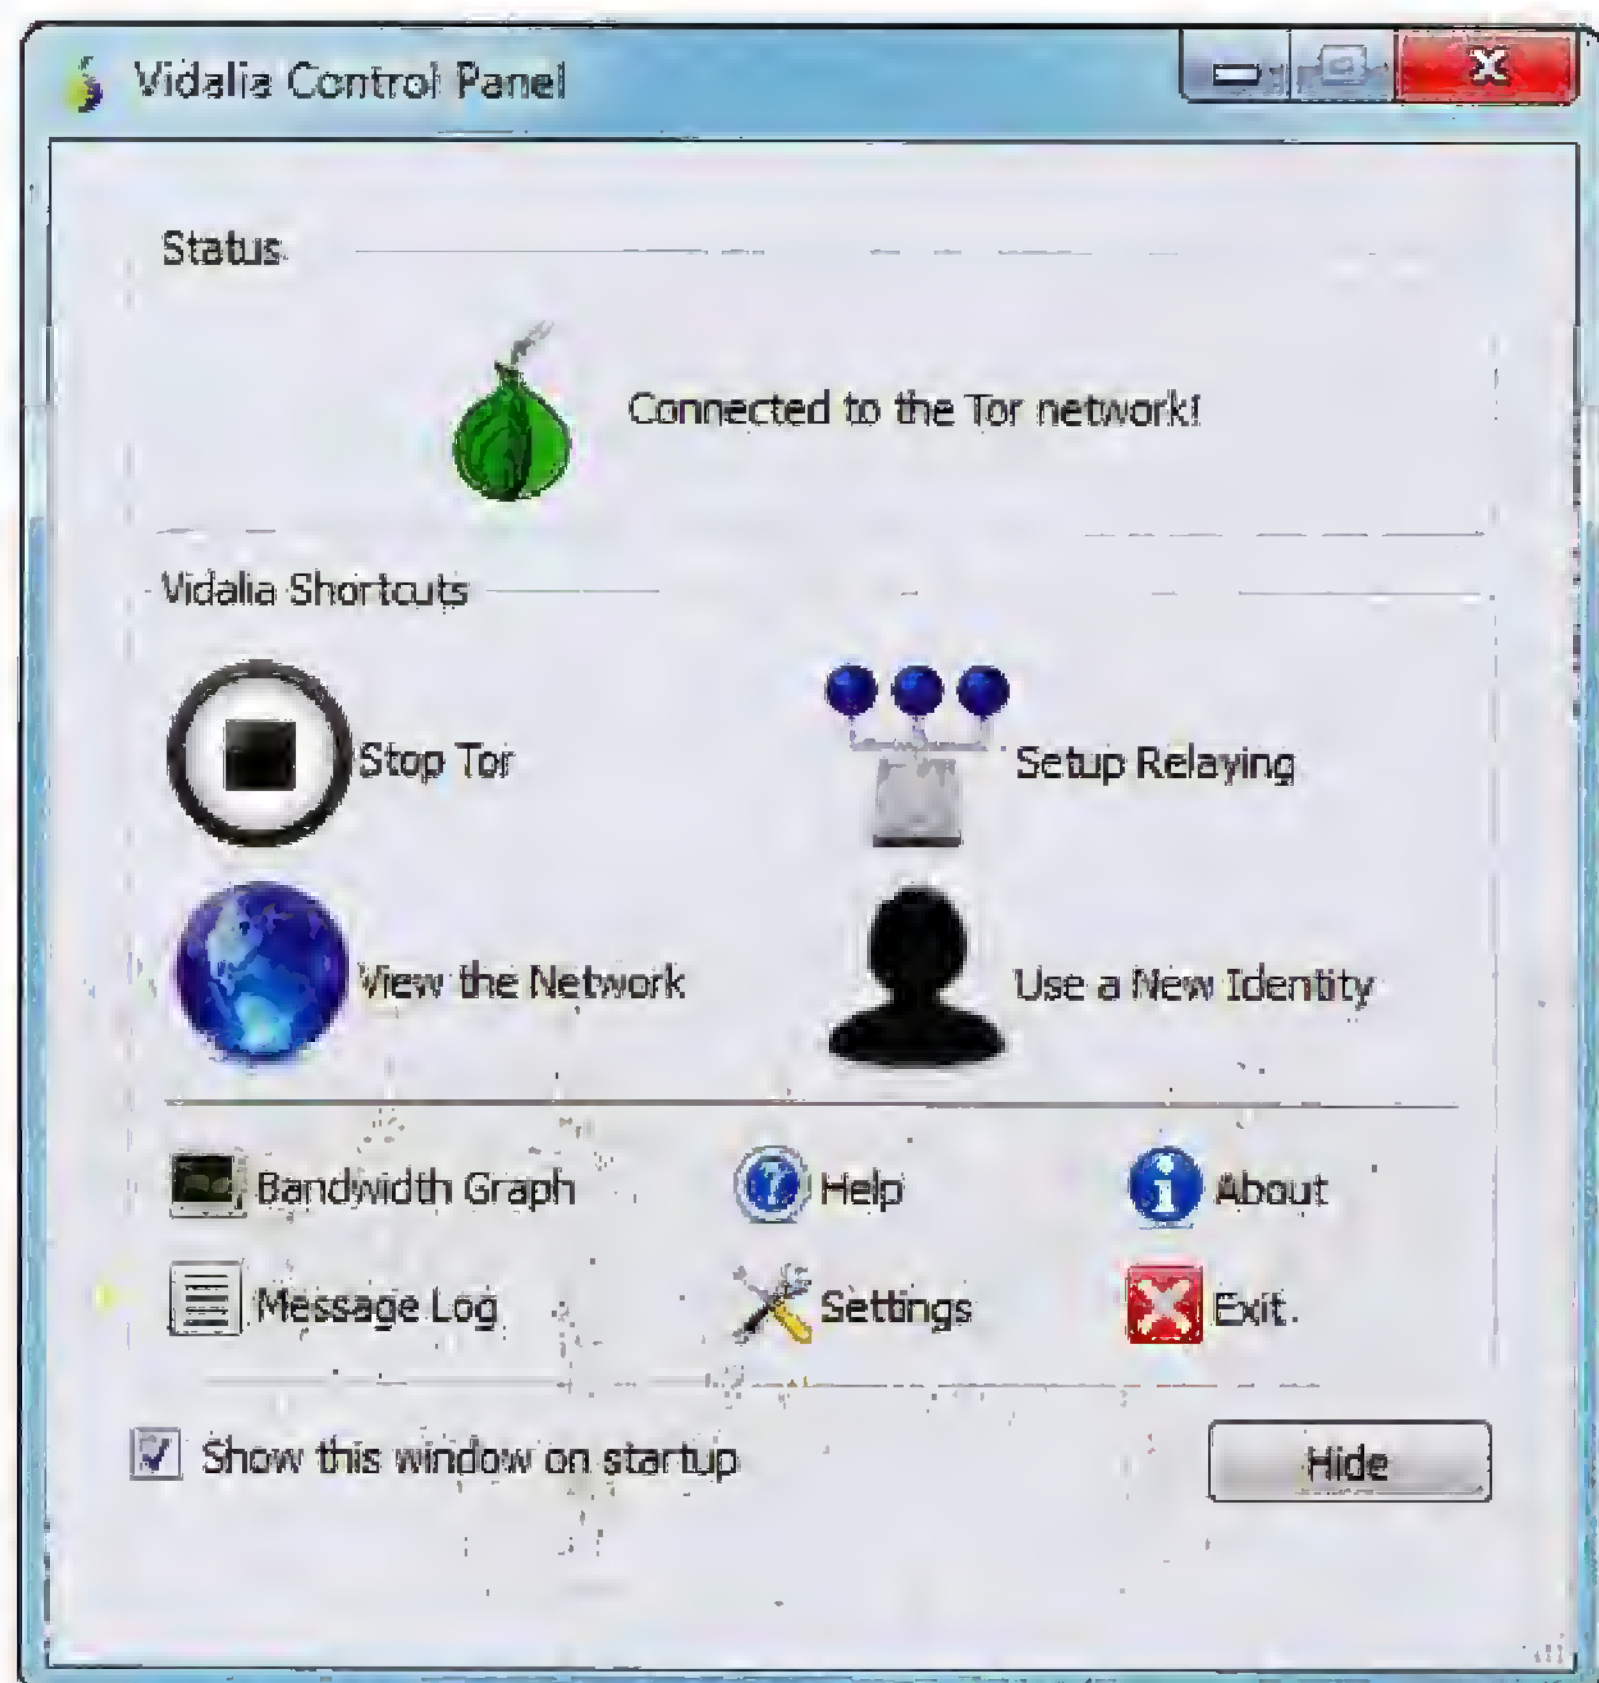 Vidalia Control Panel
Status
Connected to the Tor network!
Vidalia Shortcuts
Stop Tor
Setup Relaying
View the Network
Use a New Identity
Bandwidth Graph
Help
About
Message Log
Settings
Exit
Show this window on startup
Hide